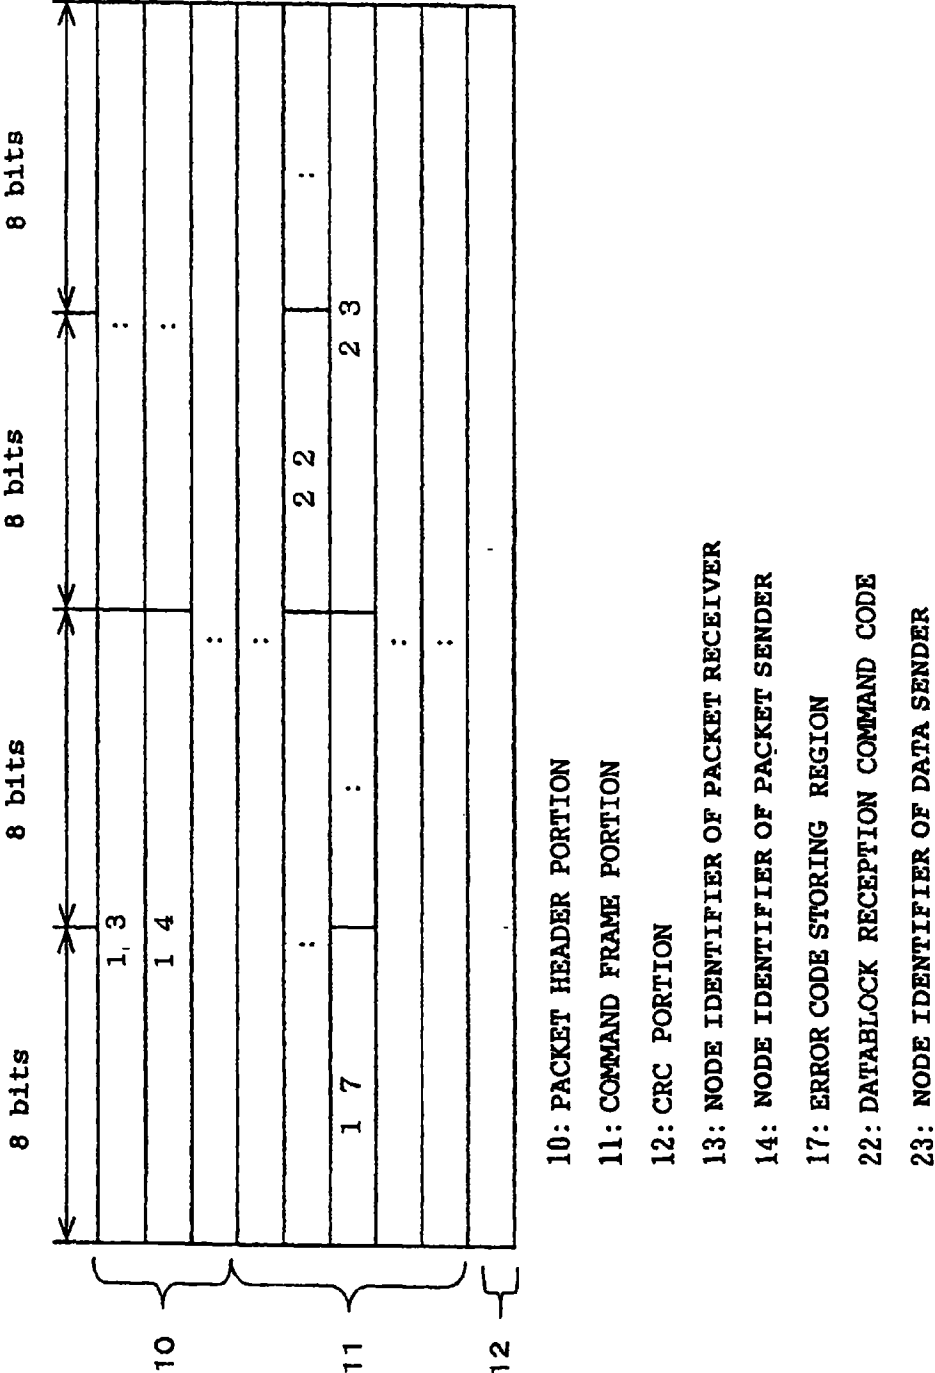 8 bits 8 bits 8 bits 8 bits
10
13 :
14 :
:
11
:
: 22 :
17 : 23
:
:
12
10: PACKET HEADER PORTION
11: COMMAND FRAME PORTION
12: CRC PORTION
13: NODE IDENTIFIER OF PACKET RECEIVER
14: NODE IDENTIFIER OF PACKET SENDER
17: ERROR CODE STORING REGION
22: DATABLOCK RECEPTION COMMAND CODE
23: NODE IDENTIFIER OF DATA SENDER